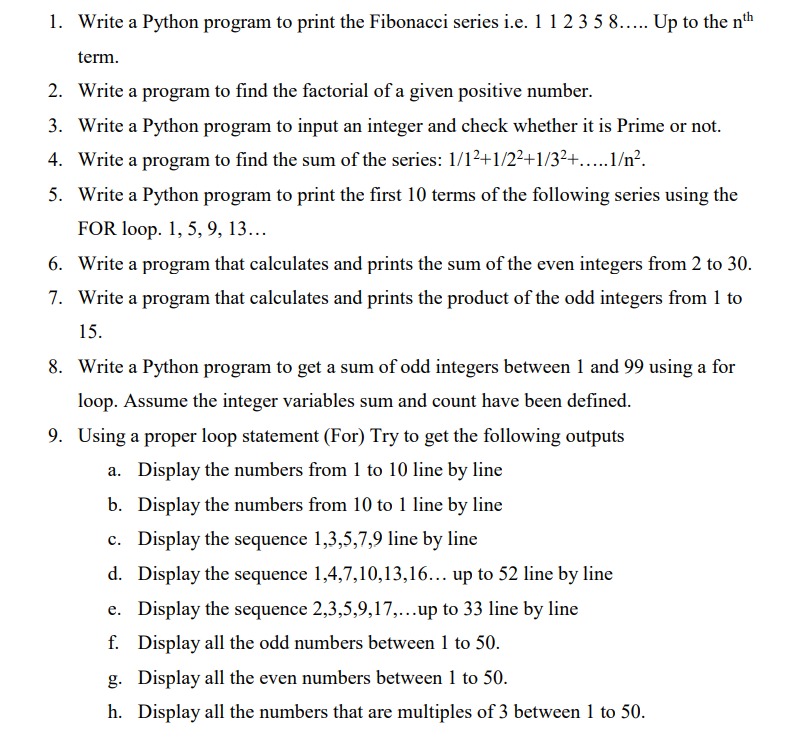 1. Write a Python program to print the Fibonacci series i.e. 1 1 2 3 5 8….. Up to the nᵗʰ
term.
2. Write a program to find the factorial of a given positive number.
3. Write a Python program to input an integer and check whether it is Prime or not.
4. Write a program to find the sum of the series: 1/1²+1/2²+1/3²+…..1/n².
5. Write a Python program to print the first 10 terms of the following series using the
FOR loop. 1, 5, 9, 13…
6. Write a program that calculates and prints the sum of the even integers from 2 to 30.
7. Write a program that calculates and prints the product of the odd integers from 1 to
15.
8. Write a Python program to get a sum of odd integers between 1 and 99 using a for
loop. Assume the integer variables sum and count have been defined.
9. Using a proper loop statement (For) Try to get the following outputs
a. Display the numbers from 1 to 10 line by line
b. Display the numbers from 10 to 1 line by line
c. Display the sequence 1,3,5,7,9 line by line
d. Display the sequence 1,4,7,10,13,16… up to 52 line by line
e. Display the sequence 2,3,5,9,17,…up to 33 line by line
f. Display all the odd numbers between 1 to 50.
g. Display all the even numbers between 1 to 50.
h. Display all the numbers that are multiples of 3 between 1 to 50.